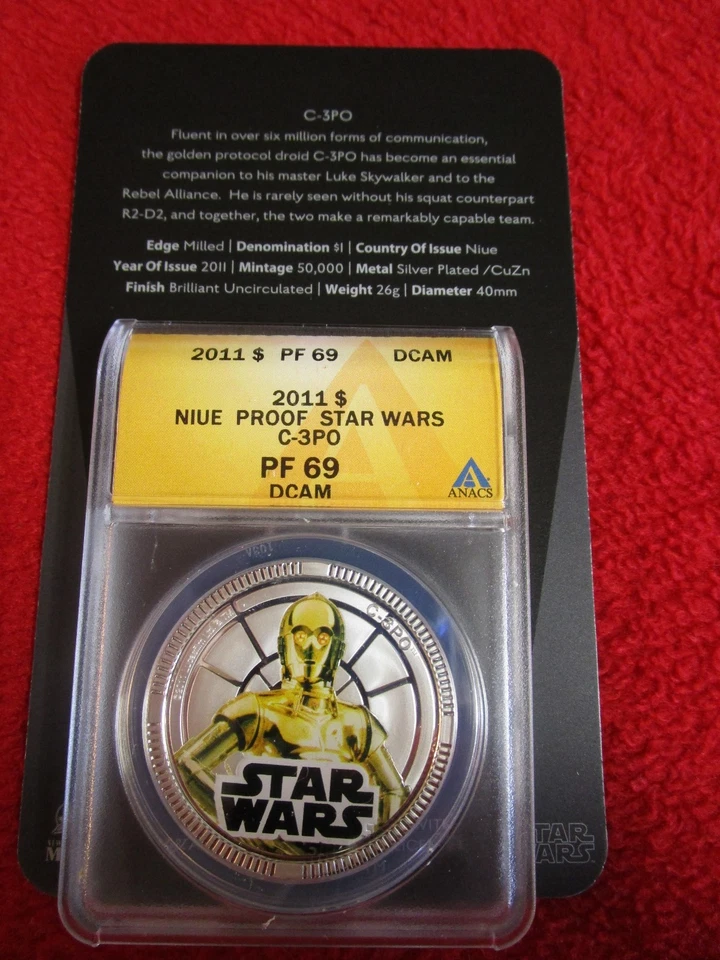 C-3PO
Fluent in over six million forms of communication,
the golden protocol droid C-3PO has become an essential
companion to his master Luke Skywalker and to the
Rebel Alliance. He is rarely seen without his squat counterpart
R2-D2, and together, the two make a remarkably capable team.
Edge Milled | Denomination $1 | Country Of Issue Niue
Year Of Issue 2011 | Mintage 50,000 | Metal Silver Plated /CuZn
Finish Brilliant Uncirculated | Weight 26g | Diameter 40mm
2011 $ PF 69 DCAM
2011 $
NIUE PROOF STAR WARS
C-3PO
PF 69
DCAM
ANACS
C-3PO™
STAR
WARS
TAR
ARS